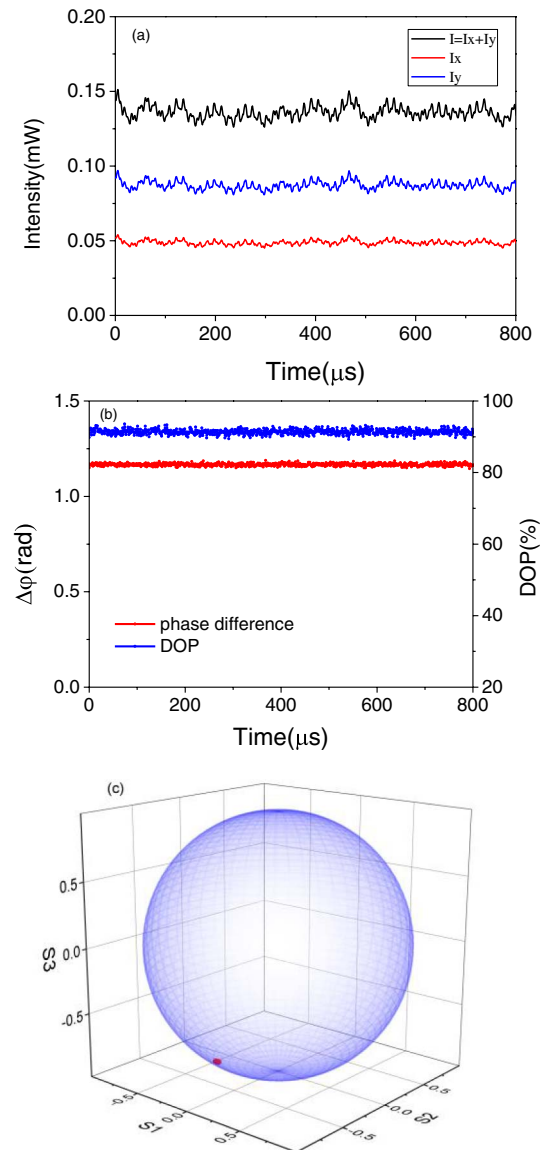 (a)
I=Ix+Iy
Ix
Iy
0.20
0.15
0.10
0.05
0.00
Intensity(mW)
0 200 400 600 800
Time(μs)
(b)
1.5
1.0
0.5
0.0
Δφ(rad)
100
80
60
40
20
DOP(%)
phase difference
DOP
0 200 400 600 800
Time(μs)
(c)
0.5
0.0
-0.5
S3
-0.5
0.0
0.5
S1
-0.5
0.0
-0.5
S2